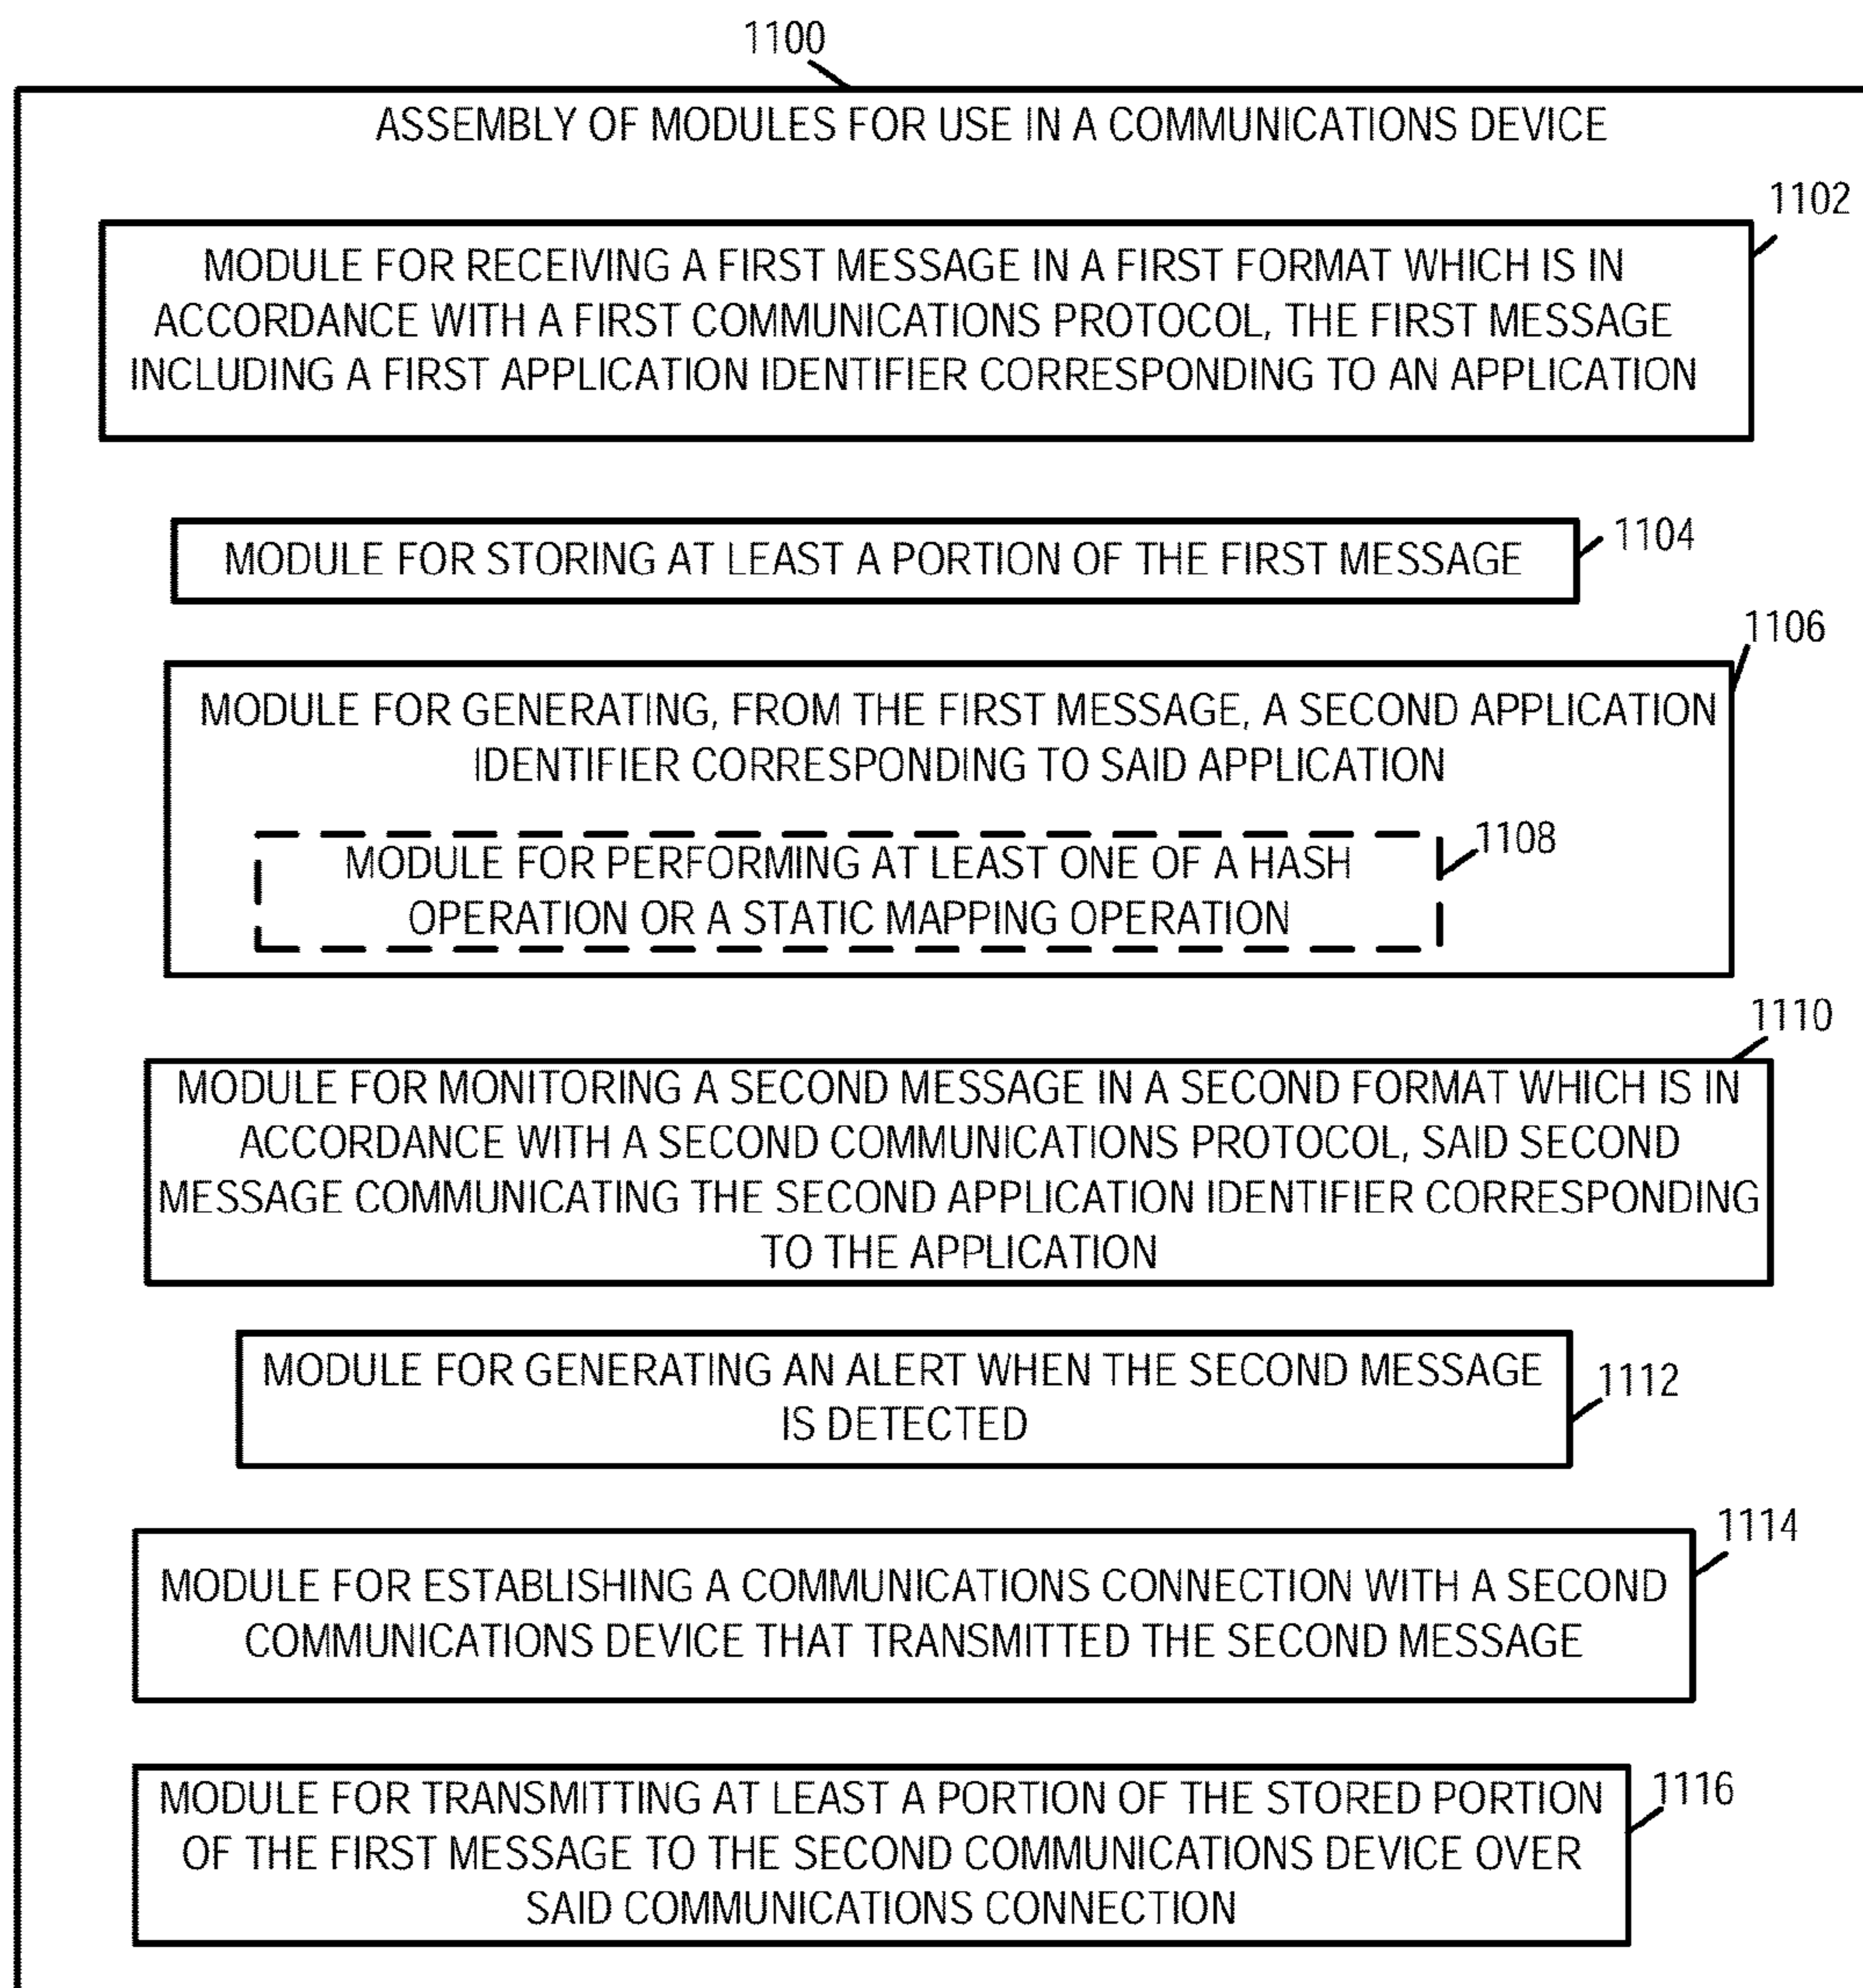 1100
ASSEMBLY OF MODULES FOR USE IN A COMMUNICATIONS DEVICE
1102
MODULE FOR RECEIVING A FIRST MESSAGE IN A FIRST FORMAT WHICH IS IN
ACCORDANCE WITH A FIRST COMMUNICATIONS PROTOCOL, THE FIRST MESSAGE
INCLUDING A FIRST APPLICATION IDENTIFIER CORRESPONDING TO AN APPLICATION
1104
MODULE FOR STORING AT LEAST A PORTION OF THE FIRST MESSAGE
1106
MODULE FOR GENERATING, FROM THE FIRST MESSAGE, A SECOND APPLICATION
IDENTIFIER CORRESPONDING TO SAID APPLICATION
1108
MODULE FOR PERFORMING AT LEAST ONE OF A HASH
OPERATION OR A STATIC MAPPING OPERATION
1110
MODULE FOR MONITORING A SECOND MESSAGE IN A SECOND FORMAT WHICH IS IN
ACCORDANCE WITH A SECOND COMMUNICATIONS PROTOCOL, SAID SECOND
MESSAGE COMMUNICATING THE SECOND APPLICATION IDENTIFIER CORRESPONDING
TO THE APPLICATION
MODULE FOR GENERATING AN ALERT WHEN THE SECOND MESSAGE
IS DETECTED
1112
1114
MODULE FOR ESTABLISHING A COMMUNICATIONS CONNECTION WITH A SECOND
COMMUNICATIONS DEVICE THAT TRANSMITTED THE SECOND MESSAGE
1116
MODULE FOR TRANSMITTING AT LEAST A PORTION OF THE STORED PORTION
OF THE FIRST MESSAGE TO THE SECOND COMMUNICATIONS DEVICE OVER
SAID COMMUNICATIONS CONNECTION